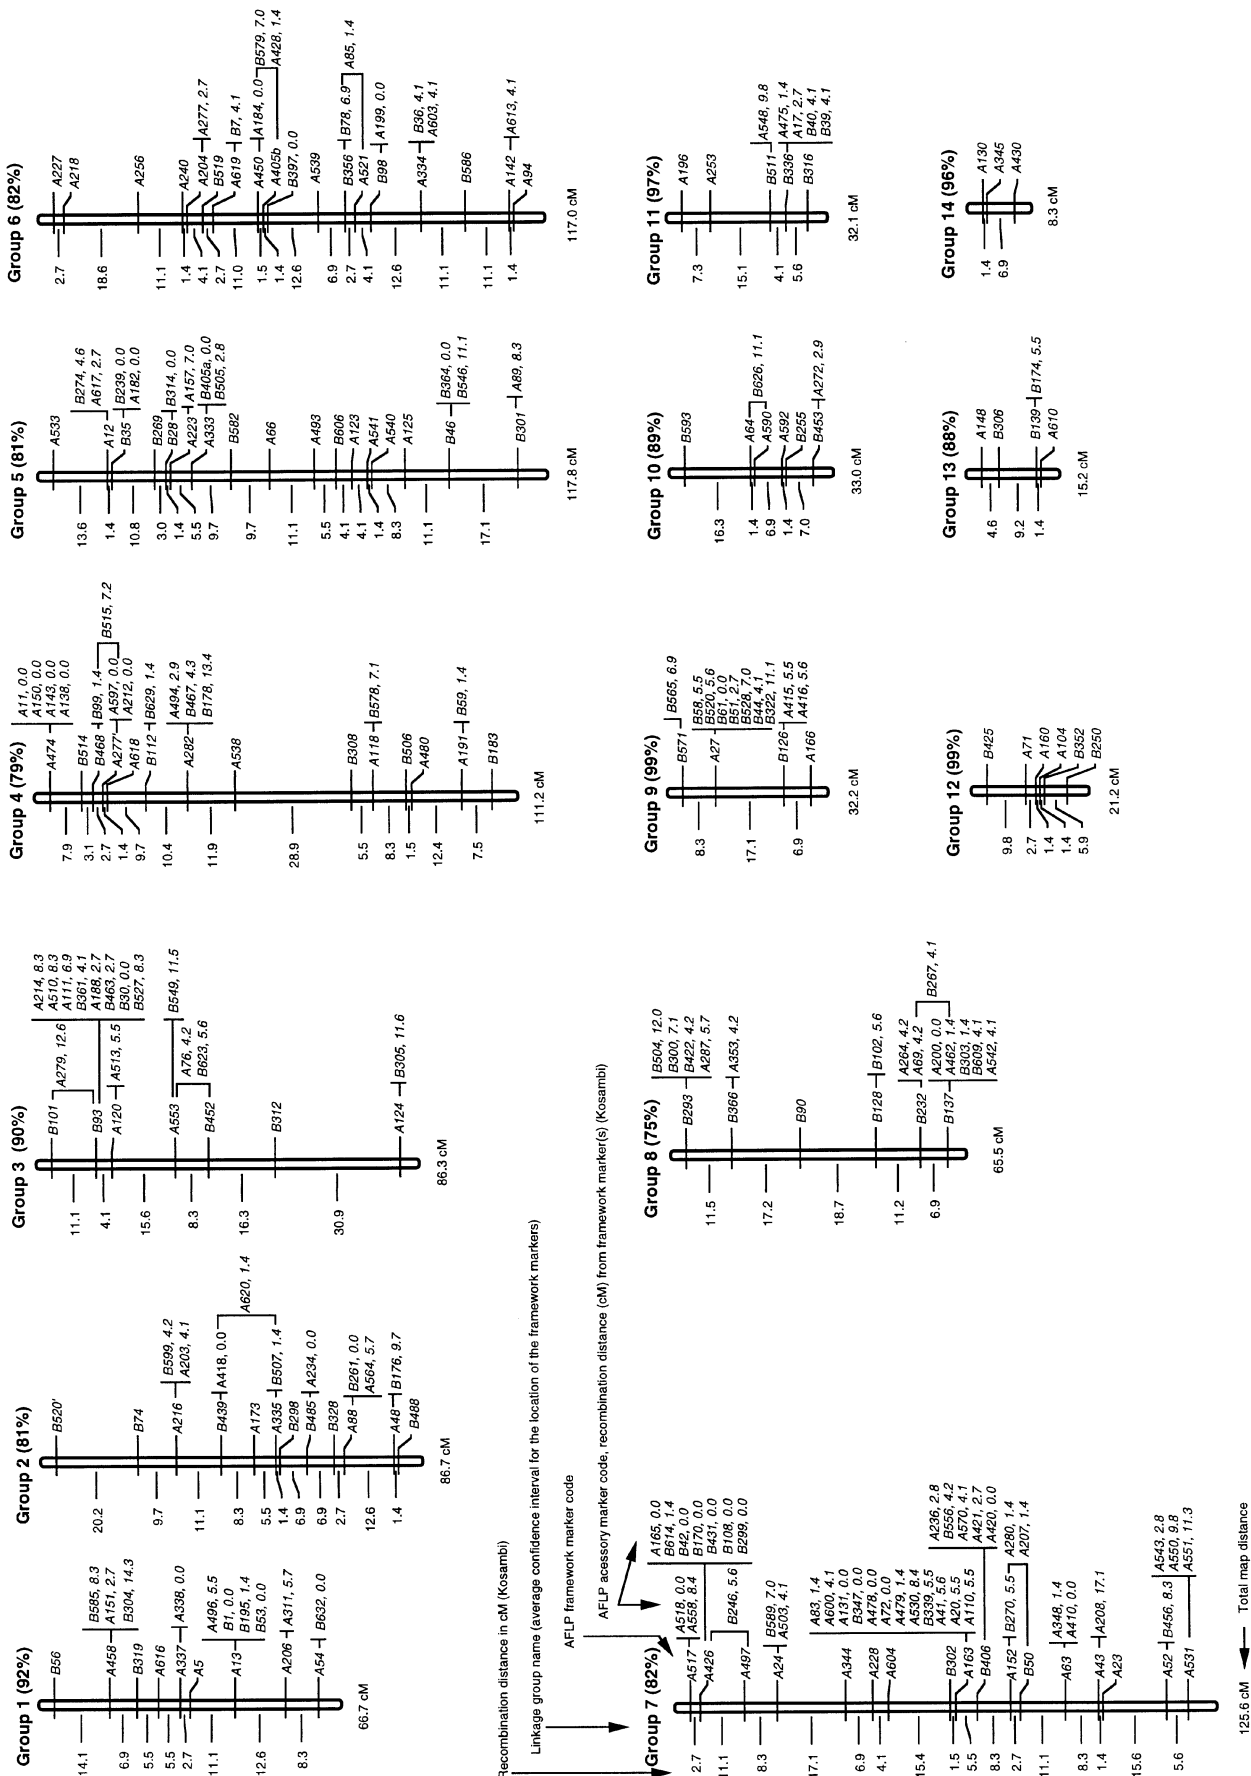 Group 1 (92%)
14.1
6.9
5.5
5.5
2.7
11.1
12.6
8.3
B56
A458
B585, 8.3
A151, 2.7
B304, 14.3
B319
A616
A337
A338, 0.0
A5
A13
A496, 5.5
B1, 0.0
B195, 1.4
B53, 0.0
A206
A311, 5.7
A54
B632, 0.0
66.7 cM
Group 2 (81%)
20.2
9.7
11.1
8.3
5.5
1.4
6.9
6.9
2.7
12.6
1.4
B520'
B74
A216
B599, 4.2
A203, 4.1
B439
A418, 0.0
A620, 1.4
A173
A335
B507, 1.4
B298
B485
A234, 0.0
B328
A88
B261, 0.0
A564, 5.7
A48
B176, 9.7
B488
86.7 cM
Group 3 (90%)
11.1
4.1
15.6
8.3
16.3
30.9
B101
A279, 12.6
B93
A214, 8.3
A510, 8.3
A111, 6.9
B361, 4.1
A188, 2.7
B463, 2.7
B30, 0.0
B527, 8.3
A120
A513, 5.5
A553
B549, 11.5
A76, 4.2
B623, 5.6
B452
B312
A124
B305, 11.6
86.3 cM
Group 4 (79%)
7.9
3.1
2.7
1.4
9.7
10.4
11.9
28.9
5.5
8.3
1.5
12.4
7.5
A474
A11, 0.0
A150, 0.0
A143, 0.0
A138, 0.0
B514
B468
B99, 1.4
B515, 7.2
A277'
A597, 0.0
A212, 0.0
A618
B112
B629, 1.4
A282
A494, 2.9
B467, 4.3
B178, 13.4
A538
B308
A118
B578, 7.1
B506
A480
A191
B59, 1.4
B183
111.2 cM
Group 5 (81%)
13.6
1.4
10.8
3.0
1.4
5.5
9.7
9.7
11.1
5.5
4.1
4.1
1.4
8.3
11.1
17.1
A533
A12
B274, 4.6
A617, 2.7
B35
B239, 0.0
A182, 0.0
B269
B28
B314, 0.0
A223
A157, 7.0
A333
B405a, 0.0
B505, 2.8
B582
A66
A493
B606
A123
A541
A540
A125
B46
B364, 0.0
B546, 11.1
B301
A89, 8.3
117.8 cM
Group 6 (82%)
2.7
18.6
11.1
1.4
4.1
2.7
11.0
1.5
1.4
12.6
6.9
2.7
4.1
12.6
11.1
11.1
1.4
A227
A218
A256
A240
A204
A277, 2.7
B519
A619
B7, 4.1
A450
A184, 0.0
B579, 7.0
A428, 1.4
A405b
B397, 0.0
A539
B356
B78, 6.9
A85, 1.4
A521
B98
A199, 0.0
A334
B36, 4.1
A603, 4.1
B586
A142
A613, 4.1
A94
117.0 cM
Recombination distance in cM (Kosambi)
Linkage group name (average confidence interval for the location of the framework markers)
AFLP framework marker code
AFLP acessory marker code, recombination distance (cM) from framework marker(s) (Kosambi)
Group 7 (82%)
2.7
11.1
8.3
17.1
6.9
4.1
15.4
1.5
5.5
8.3
2.7
11.1
8.3
1.4
15.6
5.6
A517
A518, 0.0
A558, 8.4
A426
A165, 0.0
B614, 1.4
B42, 0.0
B170, 0.0
B431, 0.0
B108, 0.0
B299, 0.0
B246, 5.6
A497
A24
B589, 7.0
A503, 4.1
A344
A228
A604
B302
A163
A83, 1.4
A600, 4.1
A131, 0.0
B347, 0.0
A478, 0.0
A72, 0.0
A479, 1.4
A530, 8.4
B339, 5.5
A41, 5.6
A20, 5.5
A110, 5.5
B406
A236, 2.8
B556, 4.2
A570, 4.1
A421, 2.7
A420, 0.0
A152
B270, 5.5
A280, 1.4
A207, 1.4
B50
A63
A348, 1.4
A410, 0.0
A43
A208, 17.1
A23
A52
B456, 8.3
A531
A543, 2.8
A550, 9.8
A551, 11.3
125.6 cM
Total map distance
Group 8 (75%)
11.5
17.2
18.7
11.2
6.9
B293
B504, 12.0
B300, 7.1
B422, 4.2
A287, 5.7
B366
A353, 4.2
B90
B128
B102, 5.6
B232
A264, 4.2
A69, 4.2
B267, 4.1
B137
A200, 0.0
A462, 1.4
B303, 1.4
B609, 4.1
A542, 4.1
65.5 cM
Group 9 (99%)
8.3
17.1
6.9
B571
B565, 6.9
A27
B58, 5.5
B520, 5.6
B61, 0.0
B51, 2.7
B528, 7.0
B44, 4.1
B322, 11.1
B126
A415, 5.5
A416, 5.6
A166
32.2 cM
Group 10 (89%)
16.3
1.4
6.9
1.4
7.0
B593
A64
B626, 11.1
A590
A592
B255
B453
A272, 2.9
33.0 cM
Group 11 (97%)
7.3
15.1
4.1
5.6
A196
A253
B511
A548, 9.8
B336
A475, 1.4
A17, 2.7
B40, 4.1
B39, 4.1
B316
32.1 cM
Group 12 (99%)
9.8
2.7
1.4
1.4
5.9
B425
A71
A160
A104
B352
B250
21.2 cM
Group 13 (88%)
4.6
9.2
1.4
A148
B306
B139
B174, 5.5
A610
15.2 cM
Group 14 (96%)
1.4
6.9
A130
A345
A430
8.3 cM